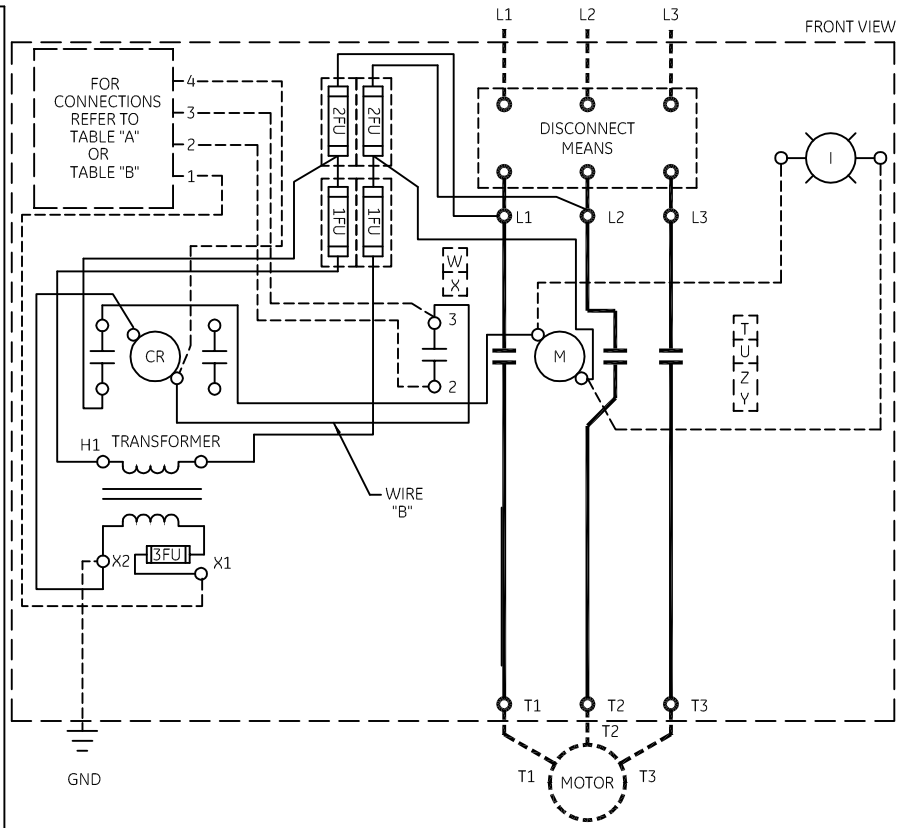 L1 L2 L3
FRONT VIEW
FOR
CONNECTIONS
REFER TO
TABLE "A"
OR
TABLE "B"
4
3
2
1
2FU 2FU
1FU 1FU
DISCONNECT
MEANS
I
L1 L2 L3
W
X
T
U
Z
Y
CR
3
2
M
H1 TRANSFORMER
WIRE
"B"
X2 3FU X1
T1 T2 T3
T2
T1 MOTOR T3
GND